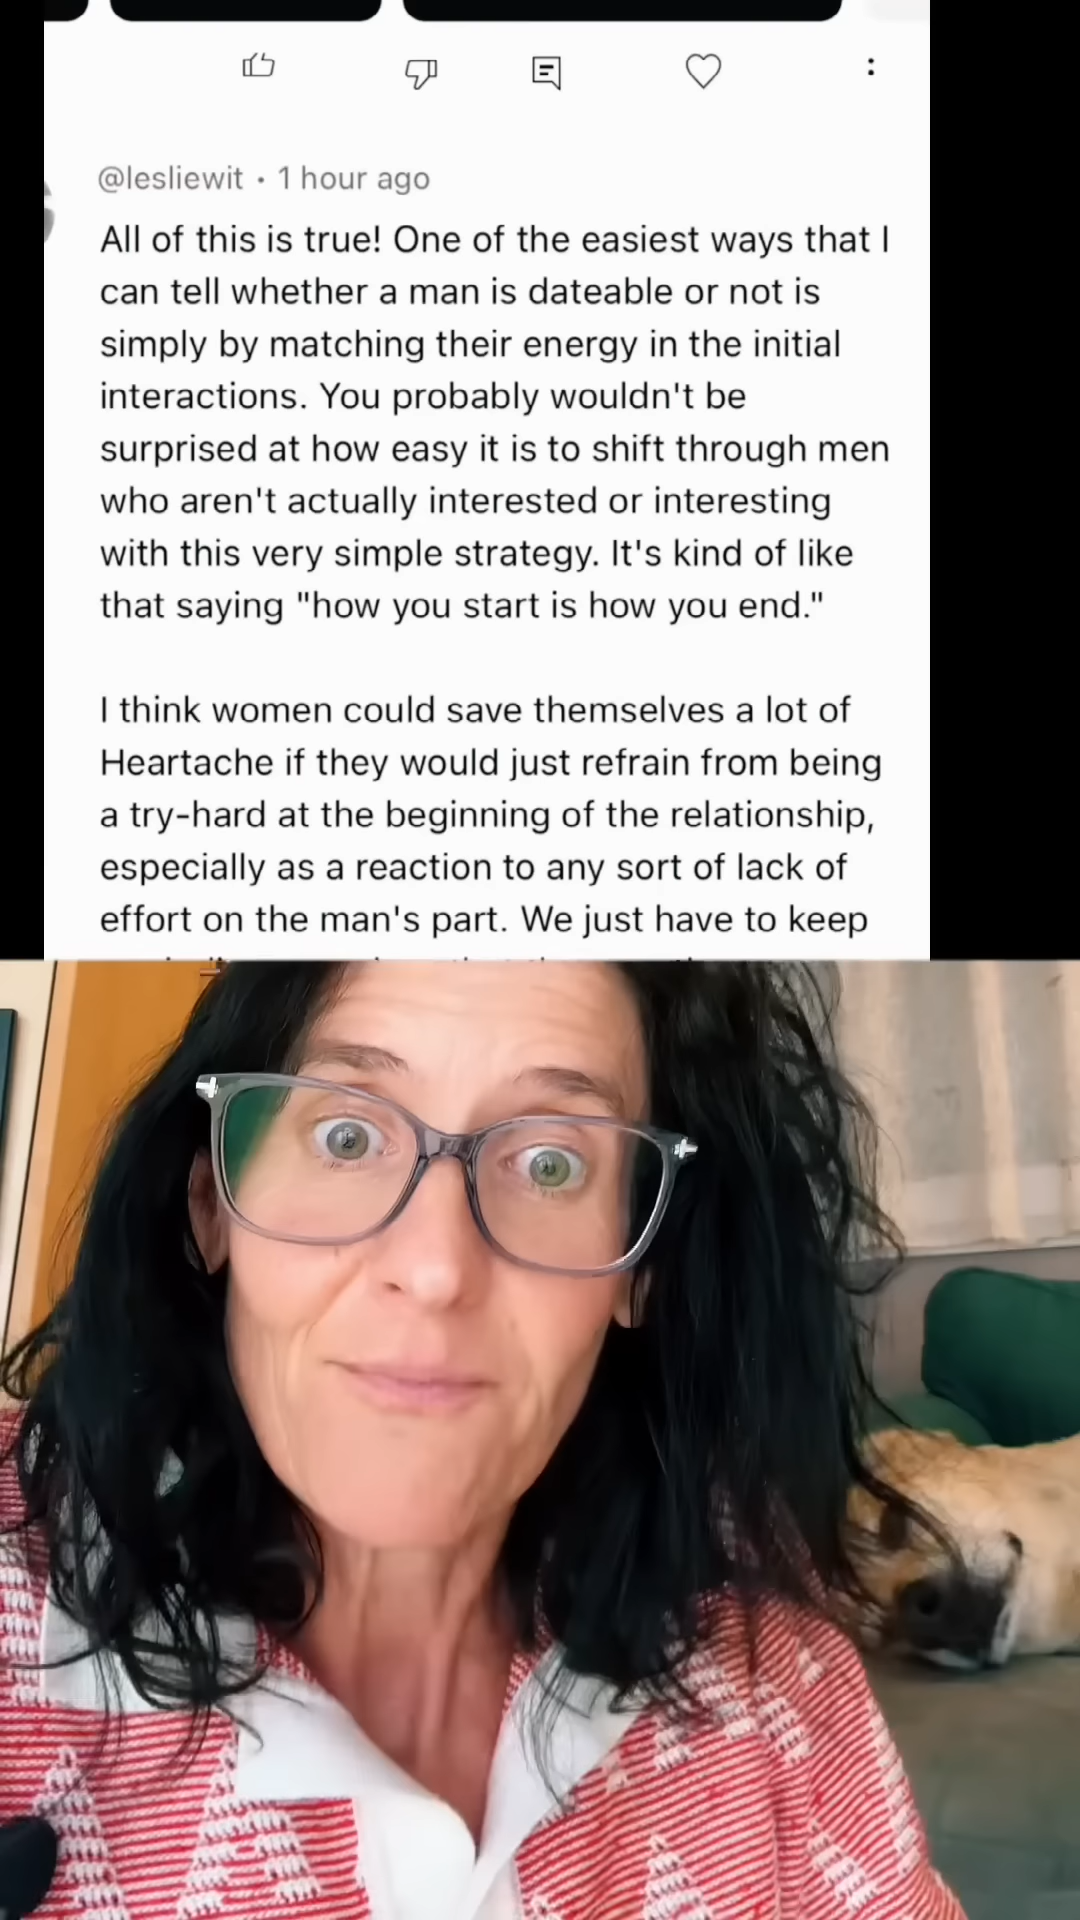 @lesliewit • 1 hour ago
All of this is true! One of the easiest ways that I
can tell whether a man is dateable or not is
simply by matching their energy in the initial
interactions. You probably wouldn't be
surprised at how easy it is to shift through men
who aren't actually interested or interesting
with this very simple strategy. It's kind of like
that saying "how you start is how you end."
I think women could save themselves a lot of
Heartache if they would just refrain from being
a try-hard at the beginning of the relationship,
especially as a reaction to any sort of lack of
effort on the man's part. We just have to keep